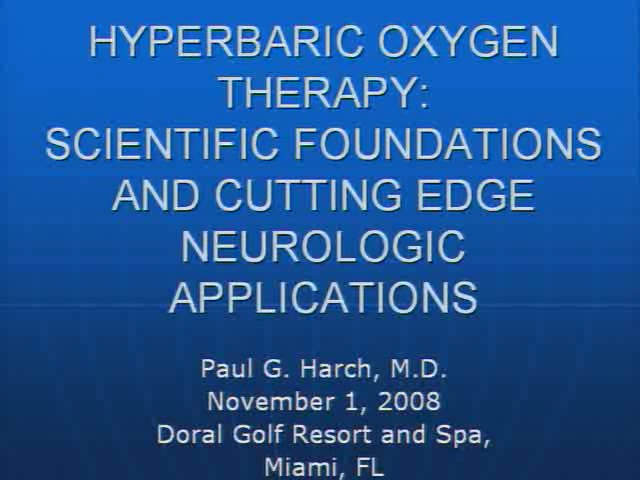 HYPERBARIC OXYGEN
THERAPY:
SCIENTIFIC FOUNDATIONS
AND CUTTING EDGE
NEUROLOGIC
APPLICATIONS
Paul G. Harch, M.D.
November 1, 2008
Doral Golf Resort and Spa,
Miami, FL